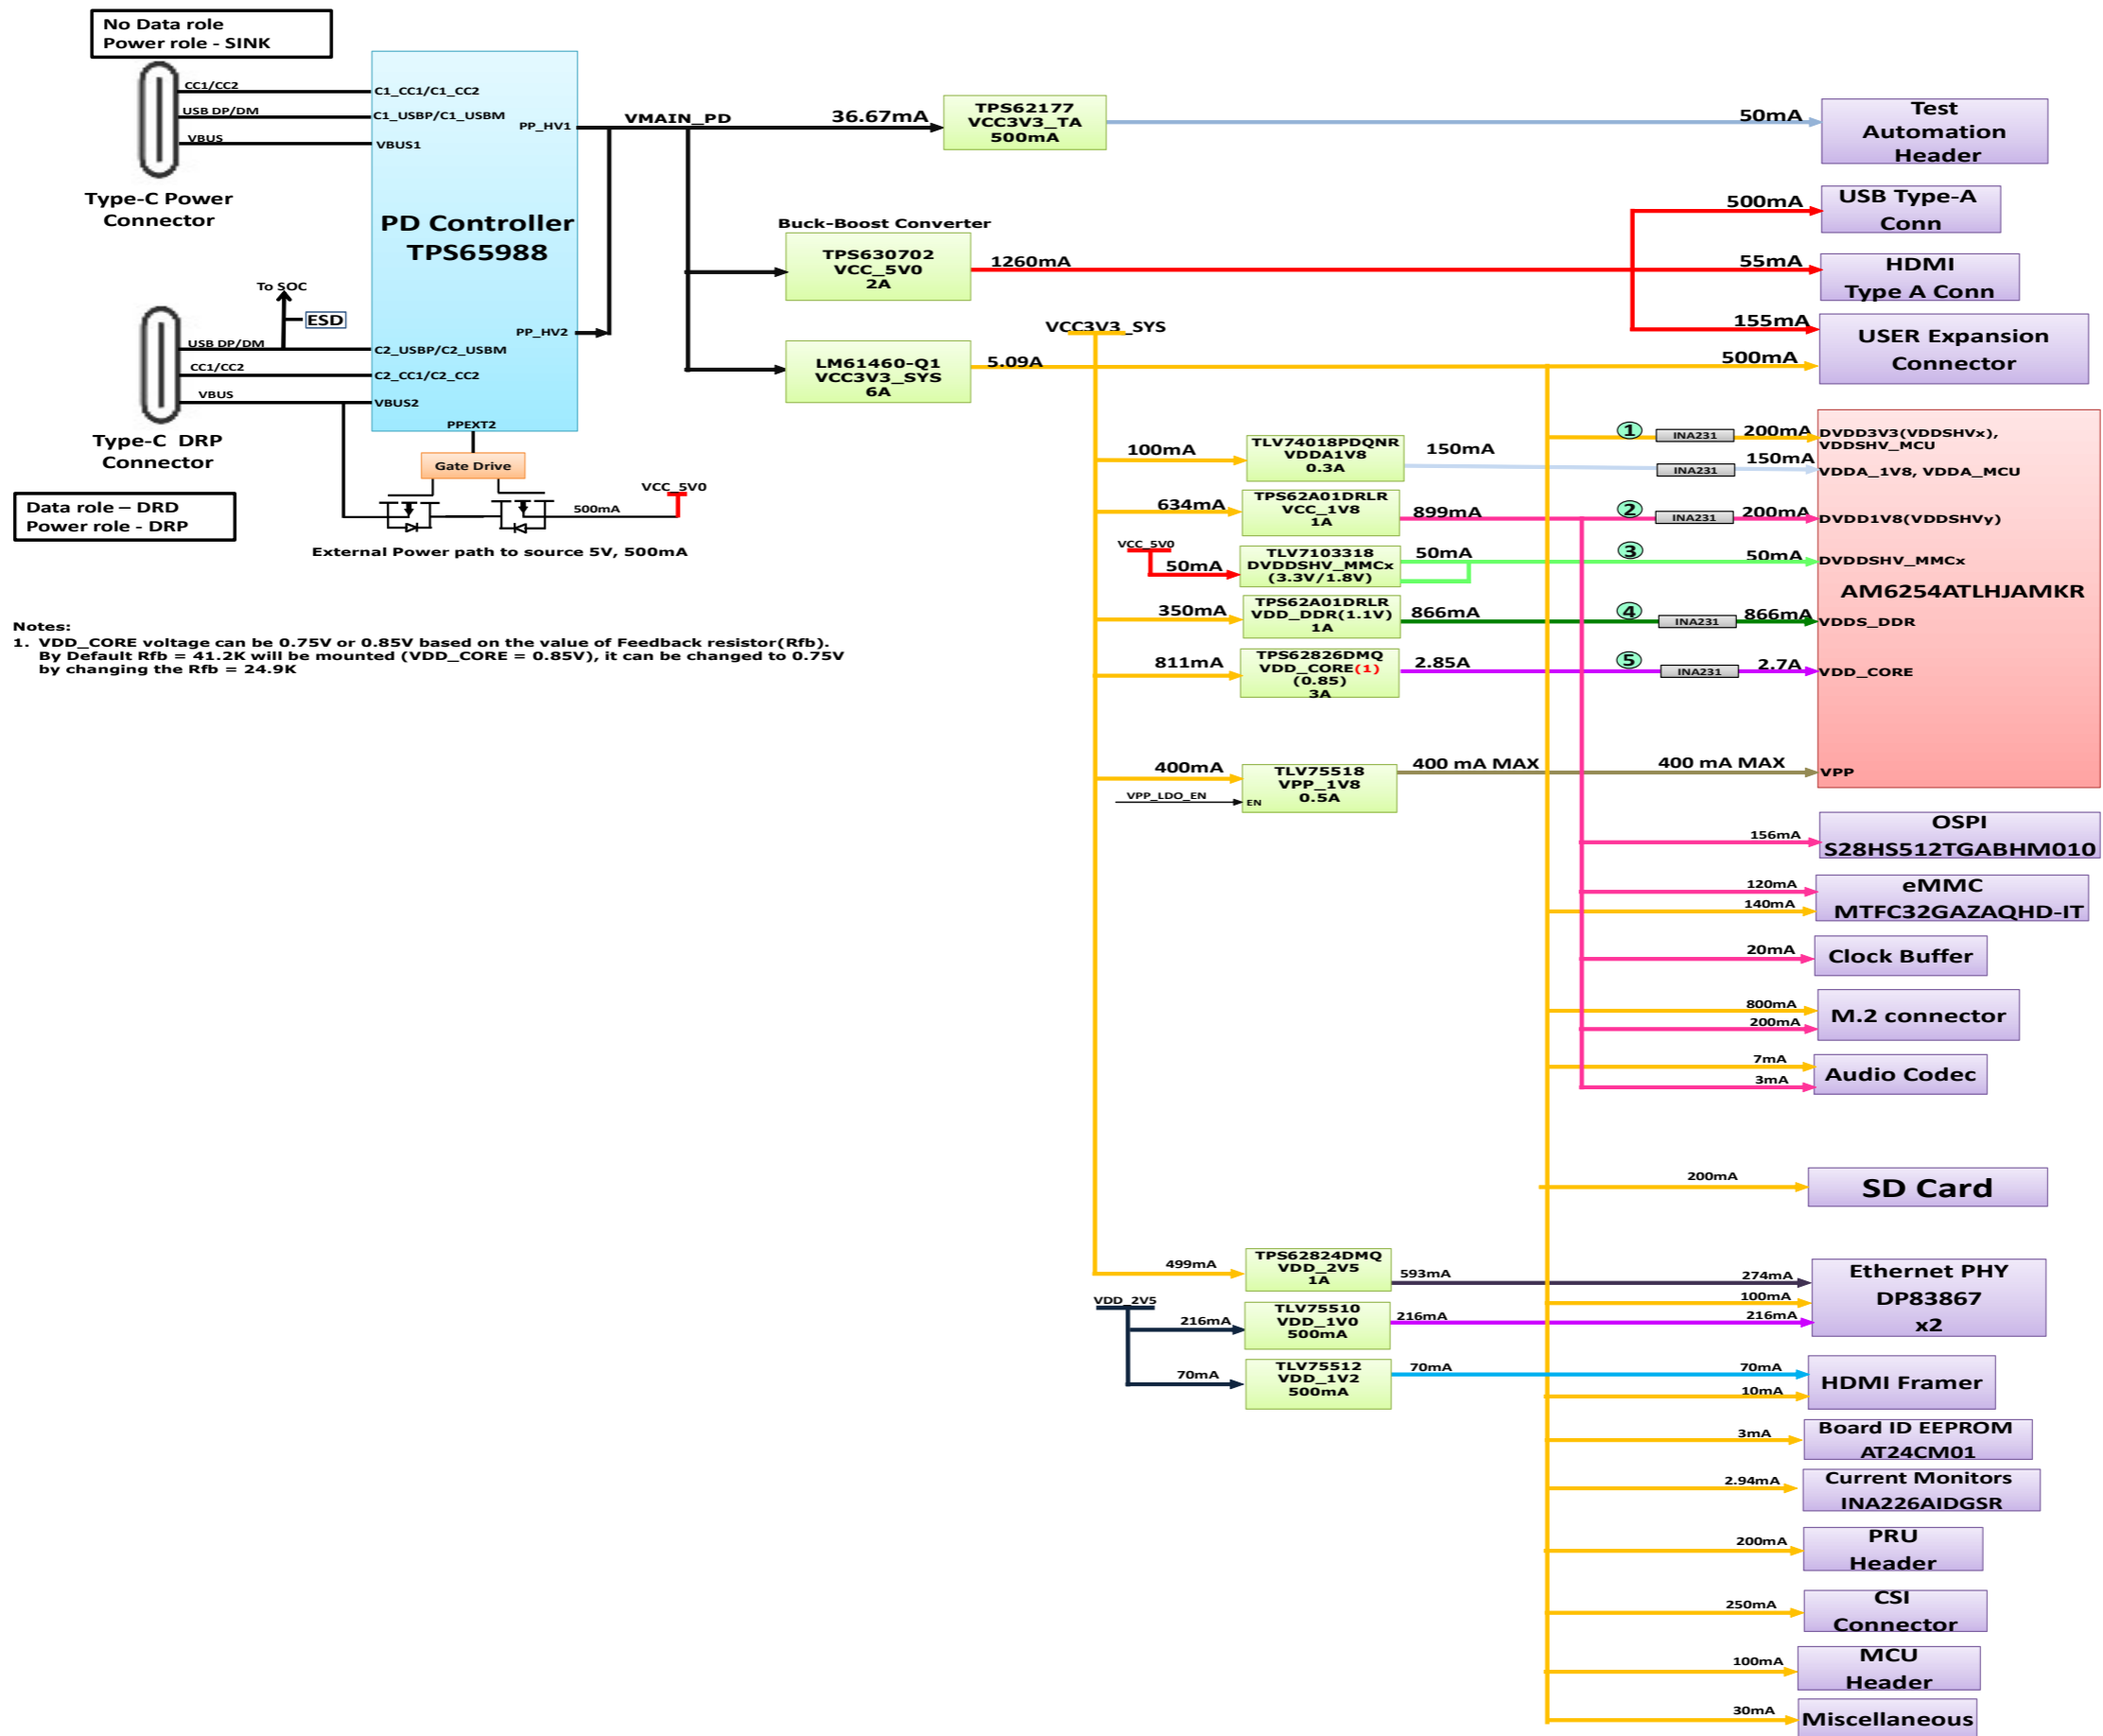 No Data role
Power role - SINK
CC1/CC2
USB DP/DM
VBUS
Type-C Power
Connector
C1_CC1/C1_CC2
C1_USBP/C1_USBM
VBUS1
PP_HV1
PD Controller
TPS65988
PP_HV2
To SOC
ESD
USB DP/DM
CC1/CC2
VBUS
C2_USBP/C2_USBM
C2_CC1/C2_CC2
VBUS2
PPEXT2
Type-C DRP
Connector
Gate Drive
Data role – DRD
Power role - DRP
500mA
VCC_5V0
External Power path to source 5V, 500mA
Notes:
1. VDD_CORE voltage can be 0.75V or 0.85V based on the value of Feedback resistor(Rfb).
By Default Rfb = 41.2K will be mounted (VDD_CORE = 0.85V), it can be changed to 0.75V
by changing the Rfb = 24.9K
VMAIN_PD
36.67mA
TPS62177
VCC3V3_TA
500mA
50mA
Test
Automation
Header
Buck-Boost Converter
TPS630702
VCC_5V0
2A
1260mA
500mA
USB Type-A
Conn
55mA
HDMI
Type A Conn
155mA
500mA
USER Expansion
Connector
VCC3V3_SYS
LM61460-Q1
VCC3V3_SYS
6A
5.09A
100mA
TLV74018PDQNR
VDDA1V8
0.3A
150mA
1
INA231
200mA
DVDD3V3(VDDSHVx),
VDDSHV_MCU
INA231
150mA
VDDA_1V8, VDDA_MCU
634mA
TPS62A01DRLR
VCC_1V8
1A
899mA
2
INA231
200mA
DVDD1V8(VDDSHVy)
VCC_5V0
50mA
TLV7103318
DVDDSHV_MMCx
(3.3V/1.8V)
50mA
3
50mA
DVDDSHV_MMCx
AM6254ATLHJAMKR
350mA
TPS62A01DRLR
VDD_DDR(1.1V)
1A
866mA
4
INA231
866mA
VDDS_DDR
811mA
TPS62826DMQ
VDD_CORE(1)
(0.85)
3A
2.85A
5
INA231
2.7A
VDD_CORE
400mA
VPP_LDO_EN
TLV75518
VPP_1V8
0.5A
EN
400 mA MAX
400 mA MAX
VPP
156mA
OSPI
S28HS512TGABHM010
120mA
140mA
eMMC
MTFC32GAZAQHD-IT
20mA
Clock Buffer
800mA
200mA
M.2 connector
7mA
3mA
Audio Codec
200mA
SD Card
499mA
TPS62824DMQ
VDD_2V5
1A
593mA
274mA
100mA
216mA
Ethernet PHY
DP83867
x2
VDD_2V5
216mA
TLV75510
VDD_1V0
500mA
216mA
70mA
TLV75512
VDD_1V2
500mA
70mA
70mA
10mA
HDMI Framer
3mA
Board ID EEPROM
AT24CM01
2.94mA
Current Monitors
INA226AIDGSR
200mA
PRU
Header
250mA
CSI
Connector
100mA
MCU
Header
30mA
Miscellaneous